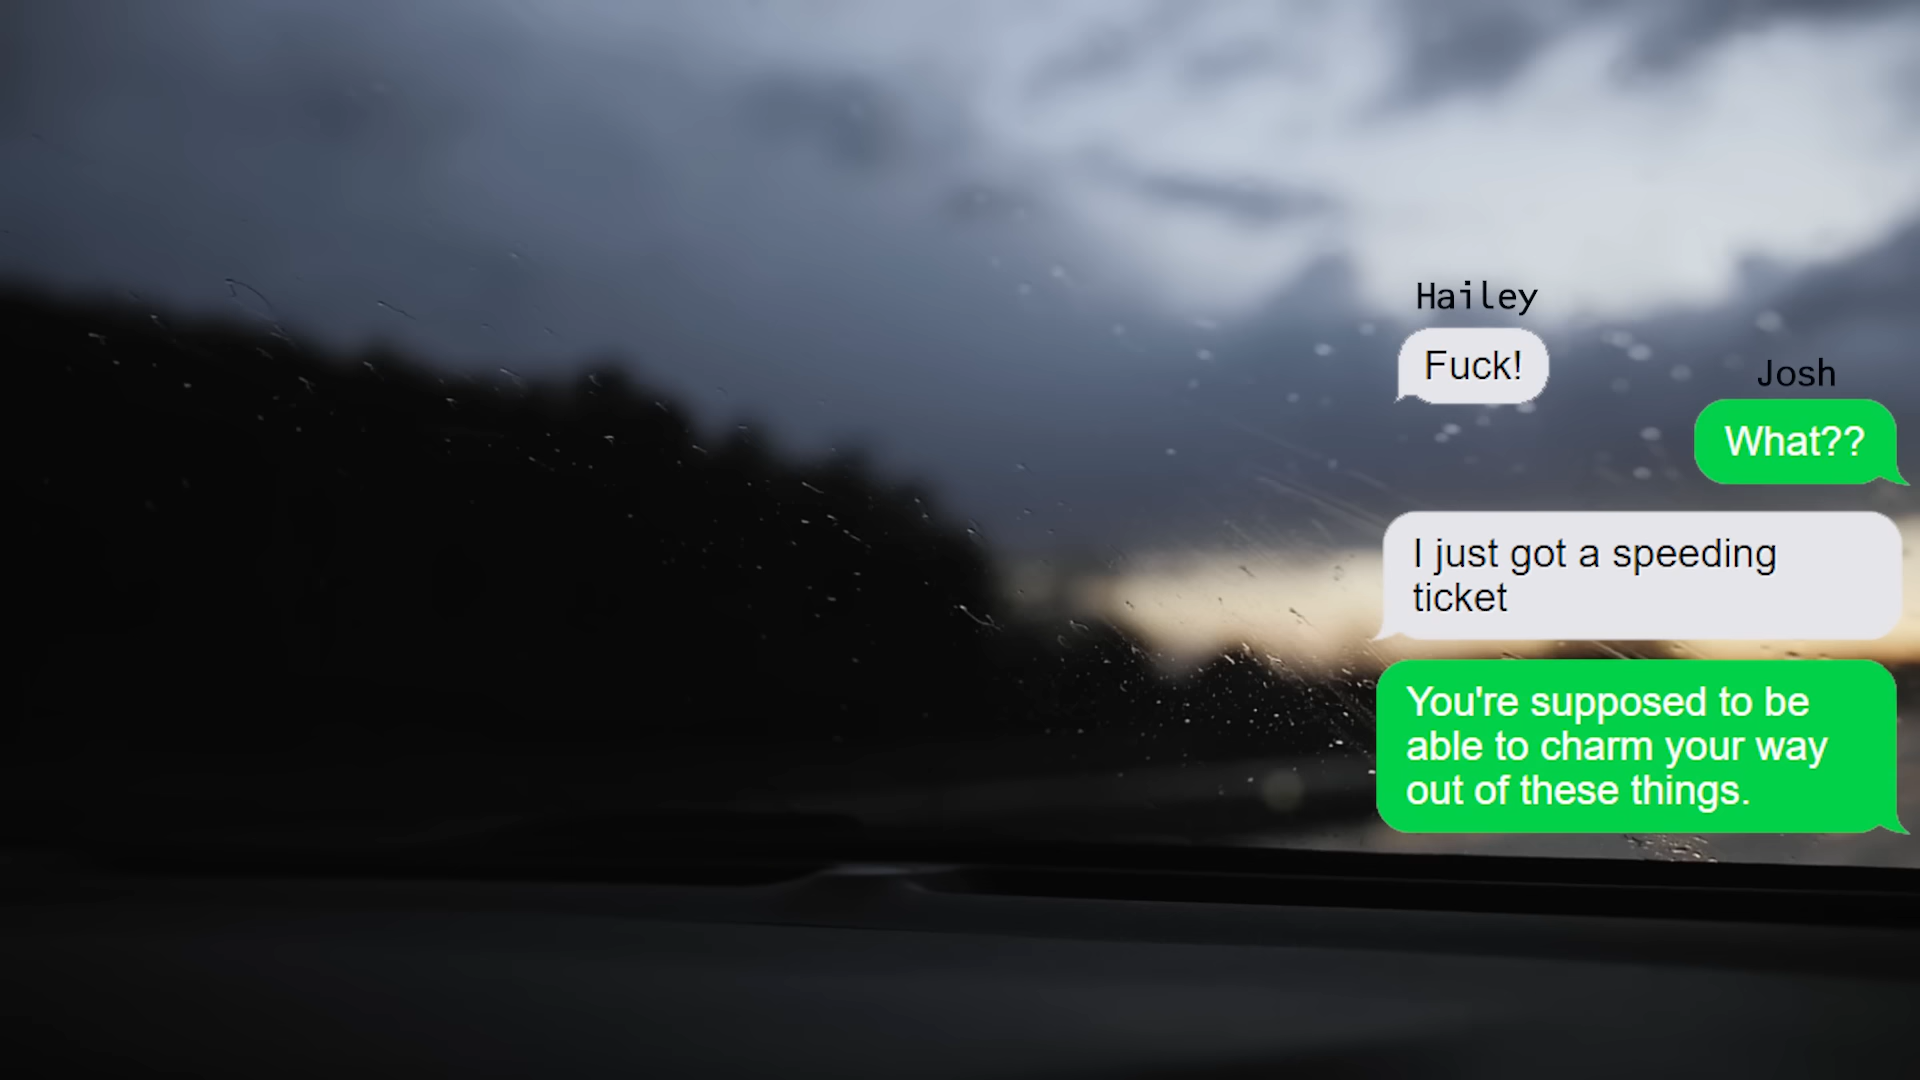 Hailey
Fuck!
Josh
What??
I just got a speeding
ticket
You're supposed to be
able to charm your way
out of these things.